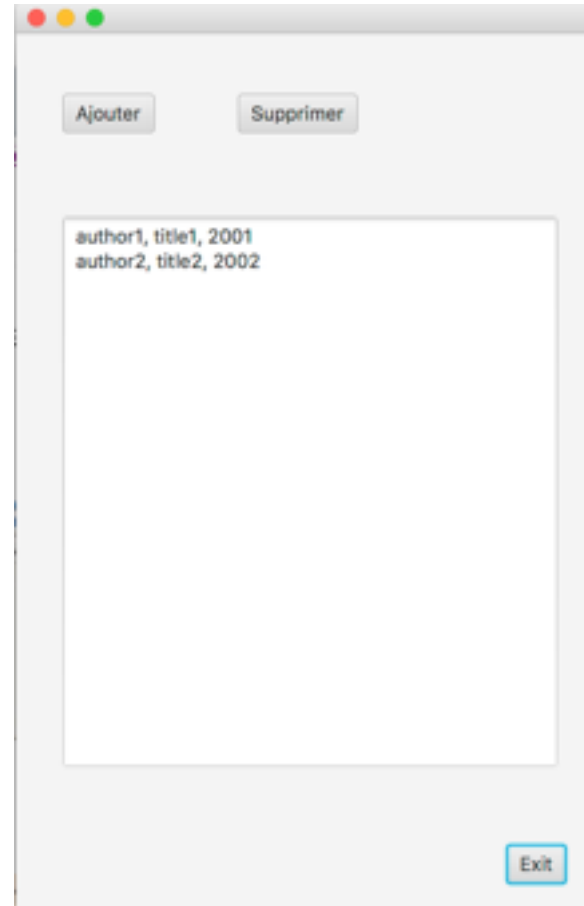 Ajouter Supprimer
author1, title1, 2001
author2, title2, 2002
Exit